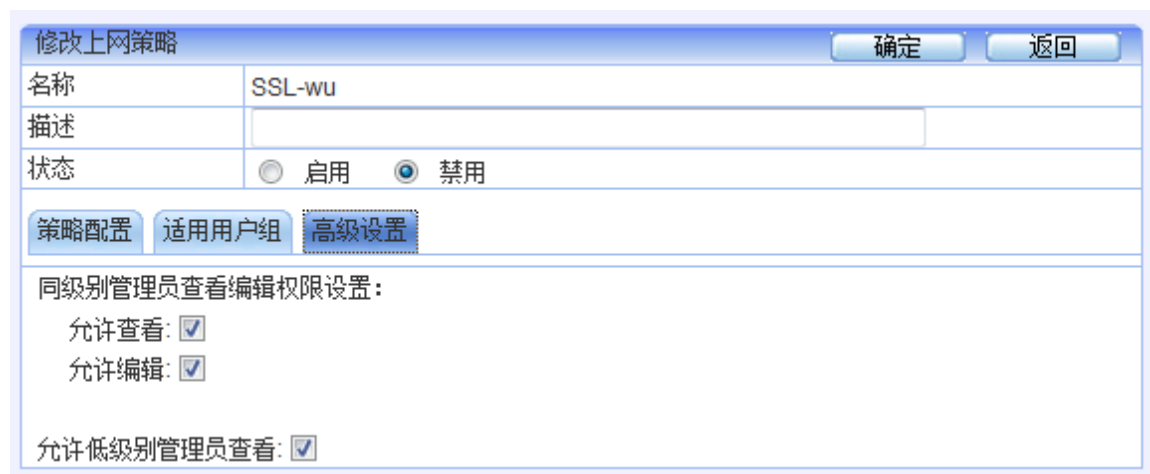 修改上网策略 确定 返回
名称 SSL-wu
描述
状态 启用 禁用
策略配置 适用用户组 高级设置
同级别管理员查看编辑权限设置：
允许查看:
允许编辑:
允许低级别管理员查看: